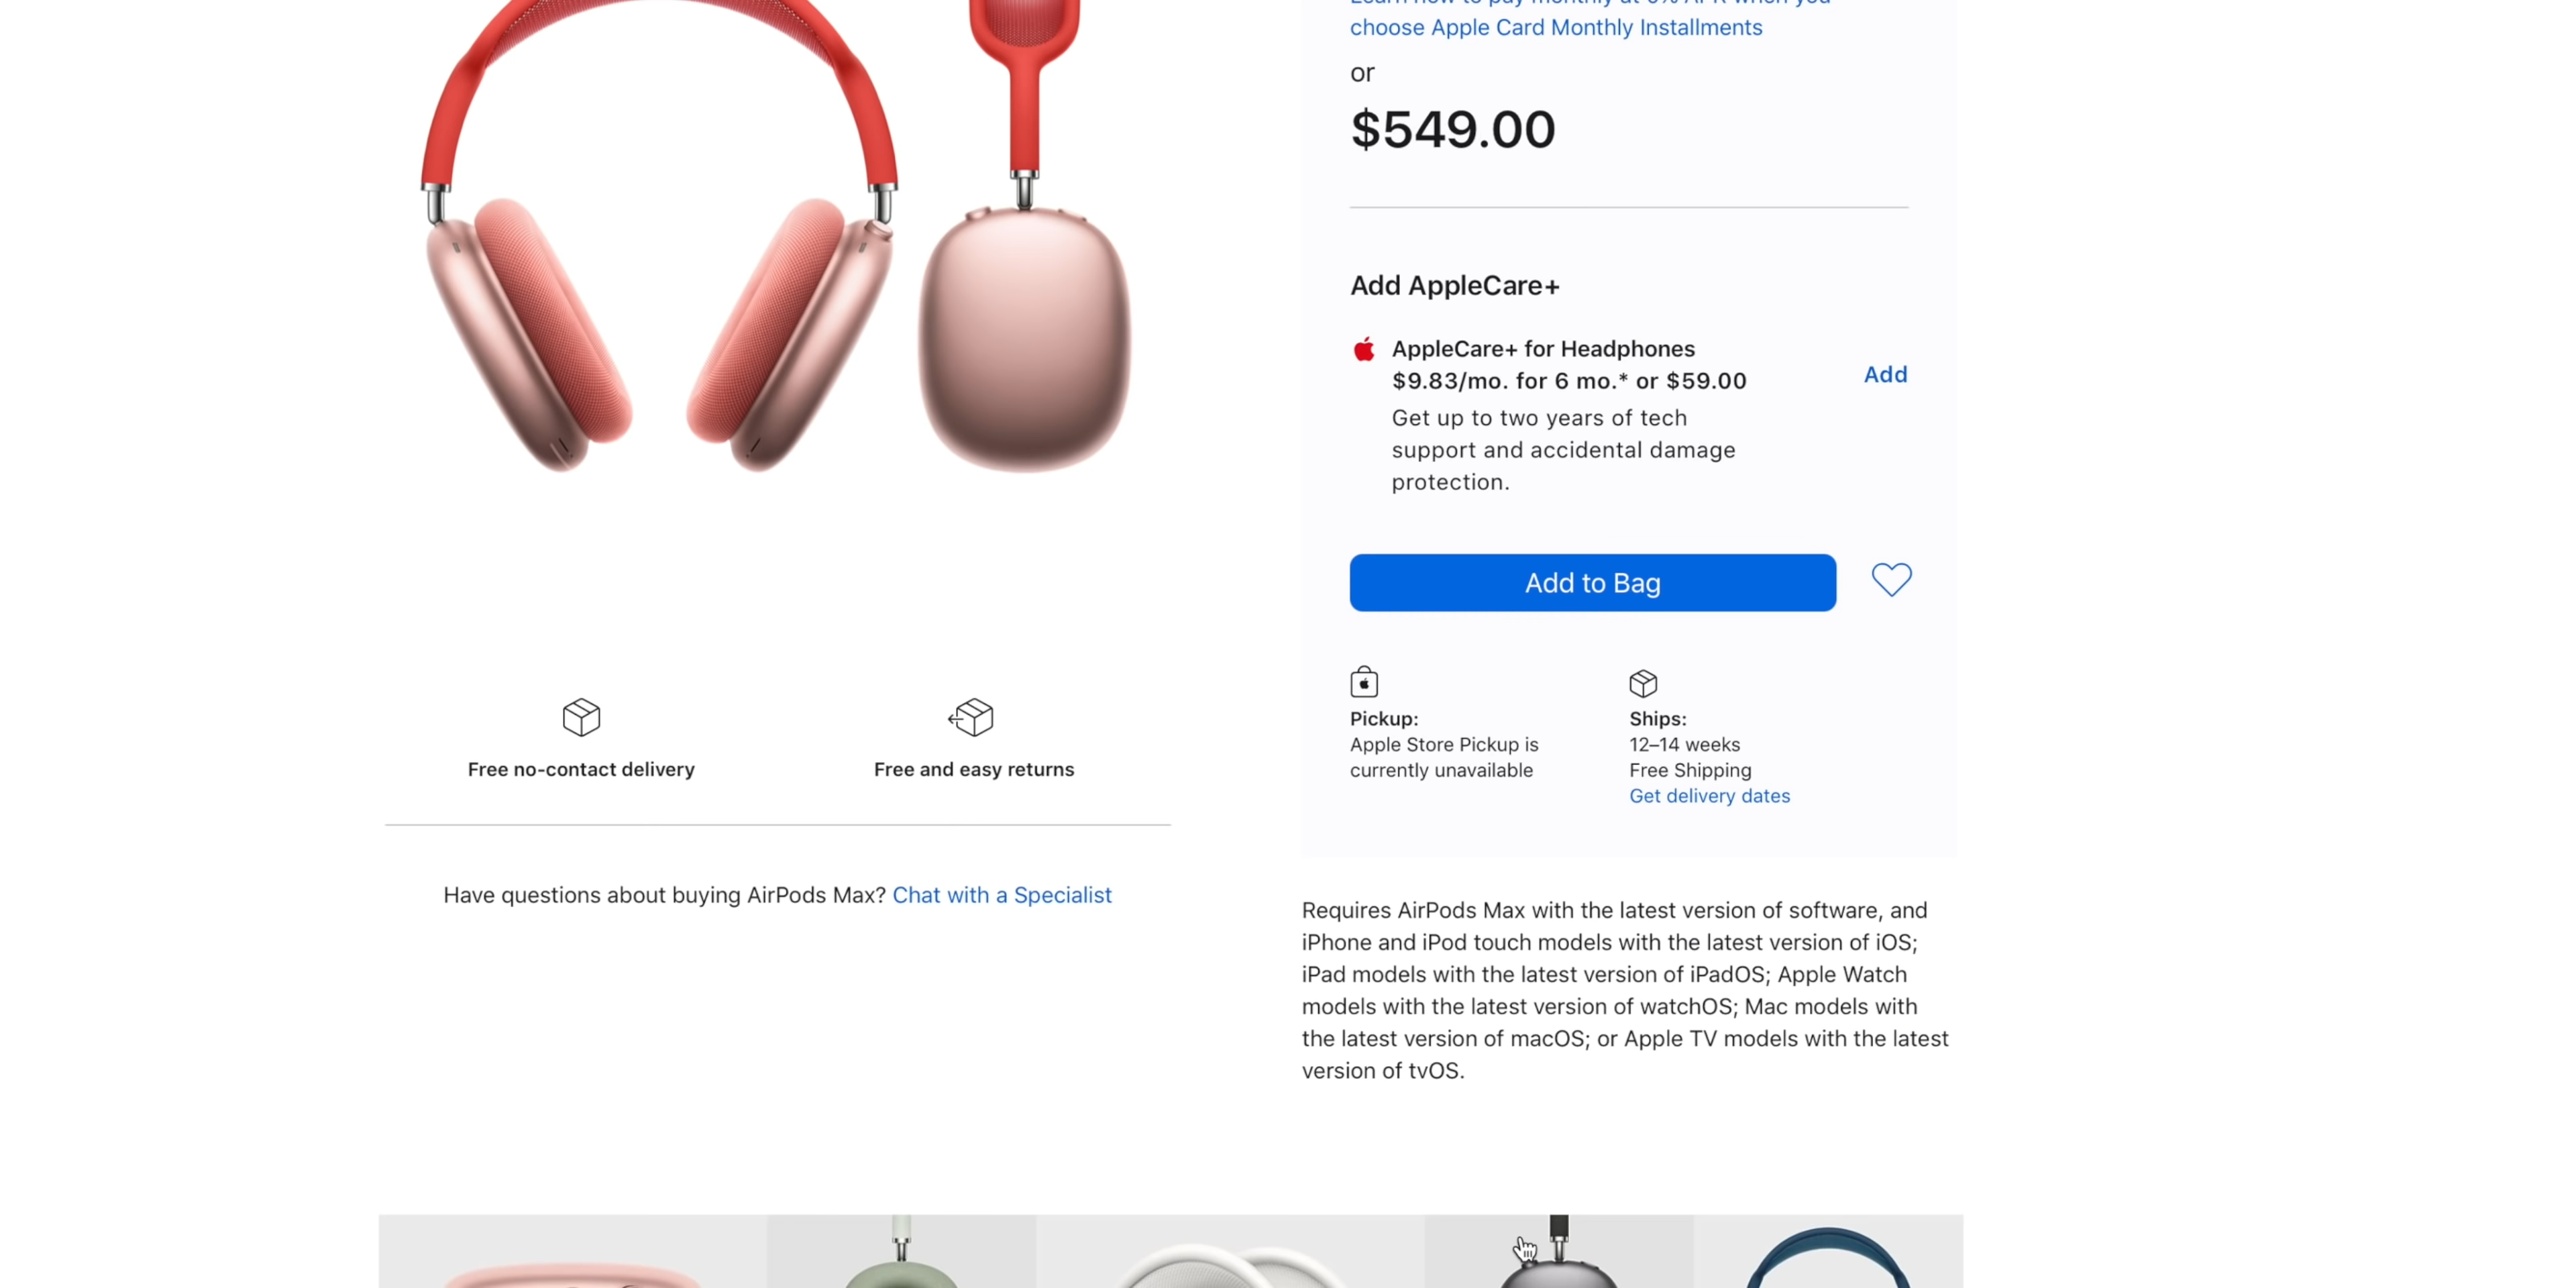 choose Apple Card Monthly Installments
or
$549.00
Add AppleCare+
AppleCare+ for Headphones
$9.83/mo. for 6 mo.* or $59.00
Add
Get up to two years of tech
support and accidental damage
protection.
Add to Bag
Pickup:
Apple Store Pickup is
currently unavailable
Ships:
12–14 weeks
Free Shipping
Get delivery dates
Free no-contact delivery
Free and easy returns
Have questions about buying AirPods Max? Chat with a Specialist
Requires AirPods Max with the latest version of software, and
iPhone and iPod touch models with the latest version of iOS;
iPad models with the latest version of iPadOS; Apple Watch
models with the latest version of watchOS; Mac models with
the latest version of macOS; or Apple TV models with the latest
version of tvOS.